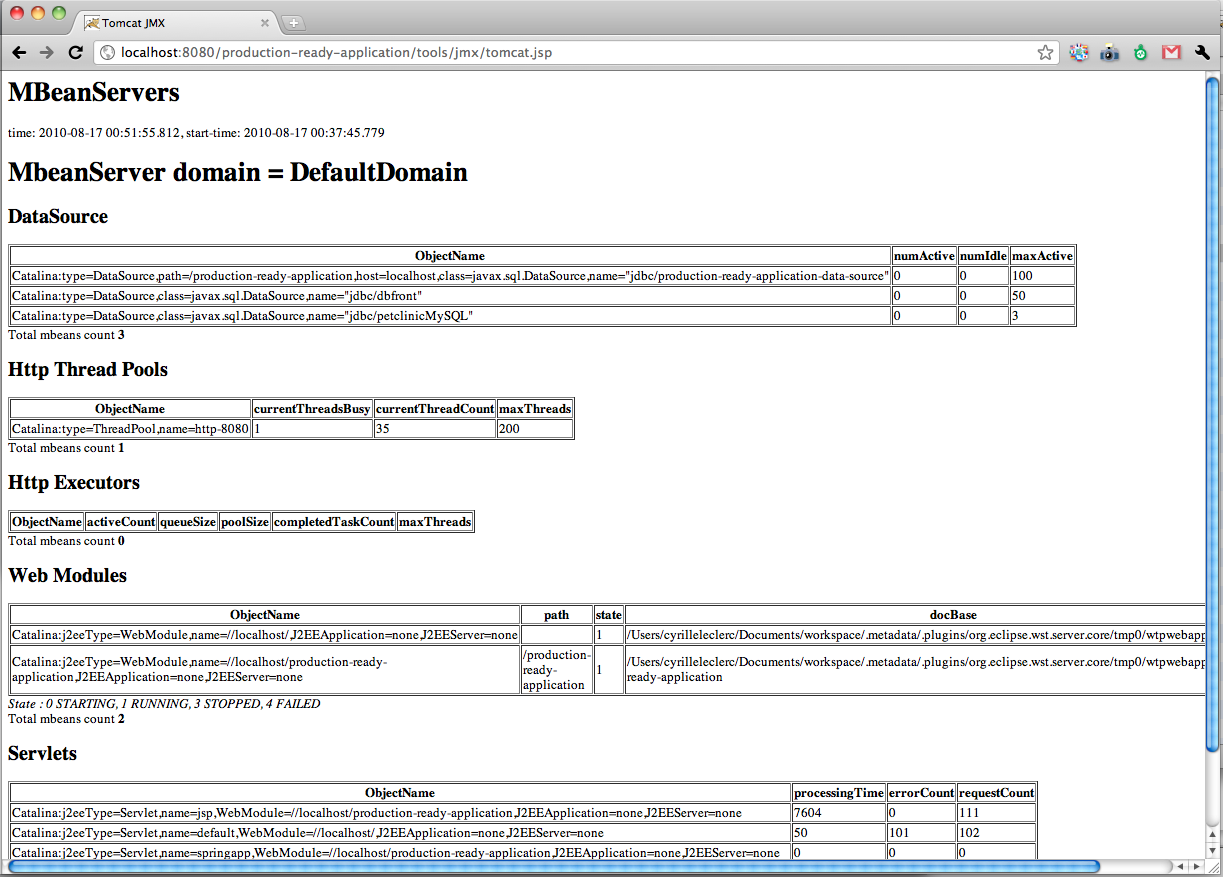 Tomcat JMX
localhost:8080/production-ready-application/tools/jmx/tomcat.jsp
MBeanServers
time: 2010-08-17 00:51:55.812, start-time: 2010-08-17 00:37:45.779
MbeanServer domain = DefaultDomain
DataSource
ObjectName numActive numIdle maxActive
Catalina:type=DataSource,path=/production-ready-application,host=localhost,class=javax.sql.DataSource,name="jdbc/production-ready-application-data-source" 0 0 100
Catalina:type=DataSource,class=javax.sql.DataSource,name="jdbc/dbfront" 0 0 50
Catalina:type=DataSource,class=javax.sql.DataSource,name="jdbc/petclinicMySQL" 0 0 3
Total mbeans count 3
Http Thread Pools
ObjectName currentThreadsBusy currentThreadCount maxThreads
Catalina:type=ThreadPool,name=http-8080 1 35 200
Total mbeans count 1
Http Executors
ObjectName activeCount queueSize poolSize completedTaskCount maxThreads
Total mbeans count 0
Web Modules
ObjectName path state docBase
Catalina:j2eeType=WebModule,name=//localhost/,J2EEApplication=none,J2EEServer=none 1 /Users/cyrilleleclerc/Documents/workspace/.metadata/.plugins/org.eclipse.wst.server.core/tmp0/wtpwebapp
Catalina:j2eeType=WebModule,name=//localhost/production-ready-
application,J2EEApplication=none,J2EEServer=none
/production-
ready-
application
1
/Users/cyrilleleclerc/Documents/workspace/.metadata/.plugins/org.eclipse.wst.server.core/tmp0/wtpwebapp
ready-application
State : 0 STARTING, 1 RUNNING, 3 STOPPED, 4 FAILED
Total mbeans count 2
Servlets
ObjectName processingTime errorCount requestCount
Catalina:j2eeType=Servlet,name=jsp,WebModule=//localhost/production-ready-application,J2EEApplication=none,J2EEServer=none 7604 0 111
Catalina:j2eeType=Servlet,name=default,WebModule=//localhost/,J2EEApplication=none,J2EEServer=none 50 101 102
Catalina:j2eeType=Servlet,name=springapp,WebModule=//localhost/production-ready-application,J2EEApplication=none,J2EEServer=none 0 0 0